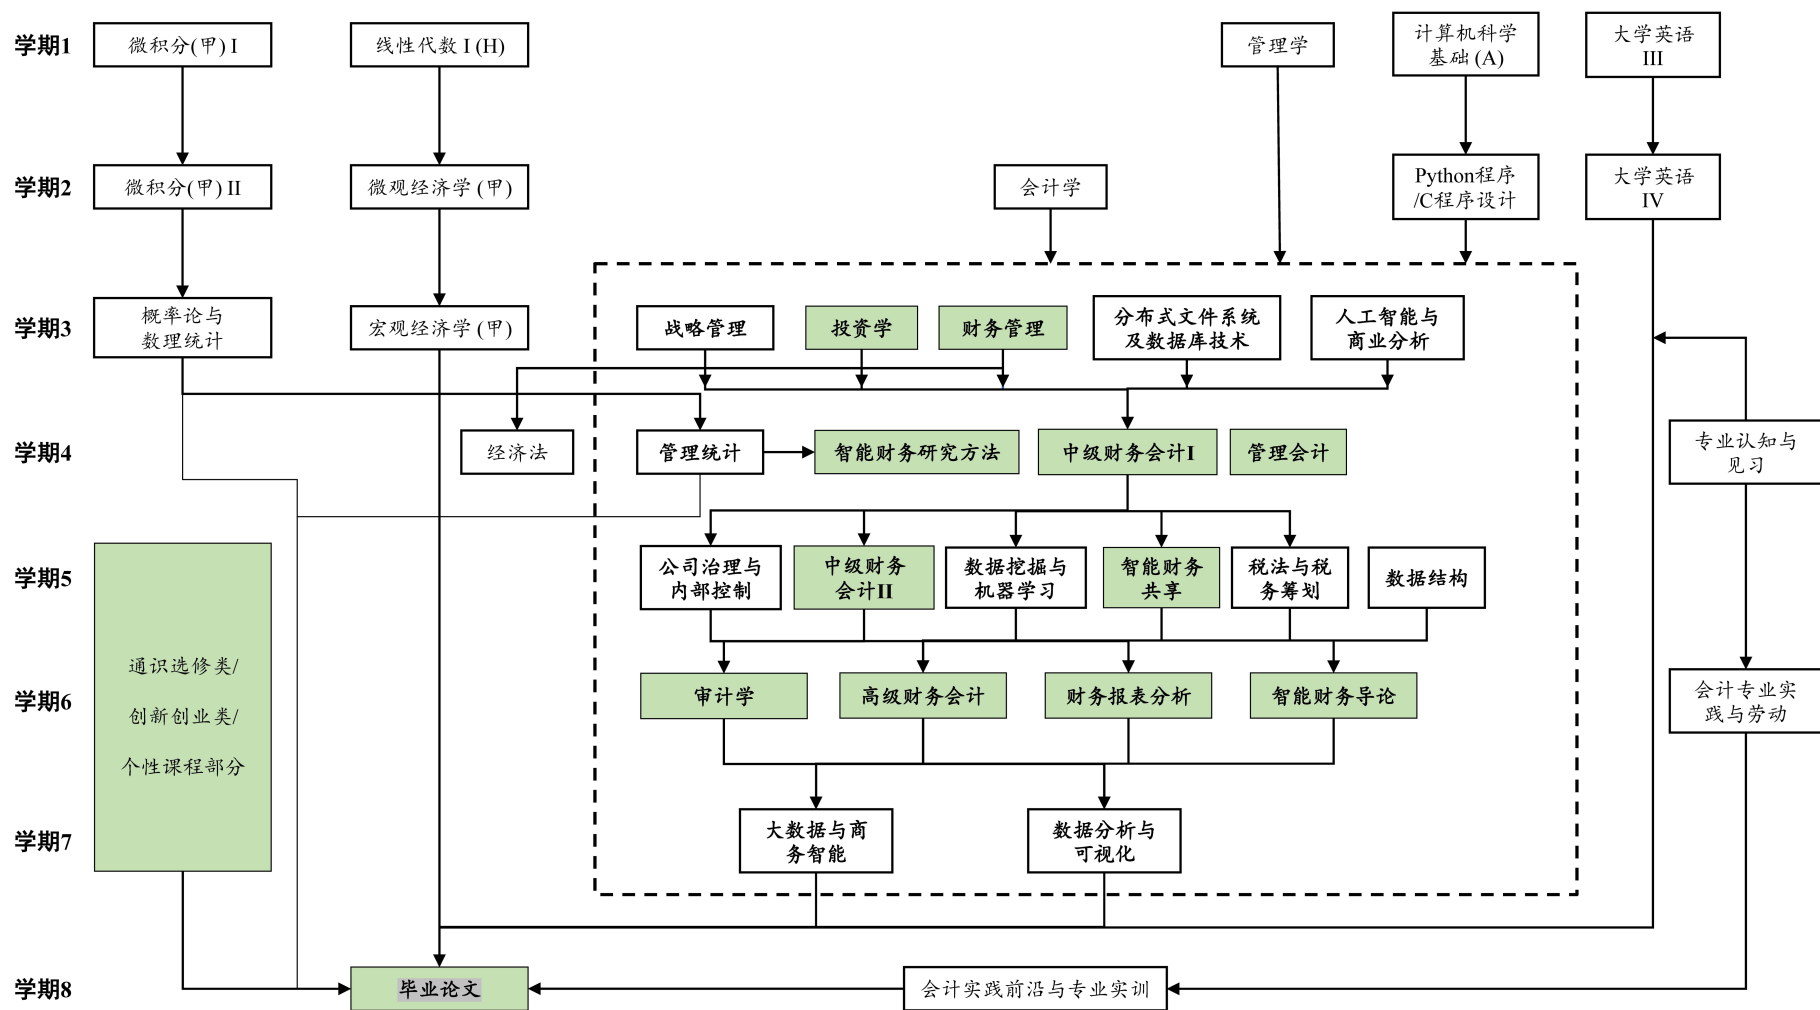 学期1
微积分(甲) I
线性代数 I (H)
管理学
计算机科学
基础 (A)
大学英语
III
学期2
微积分(甲) II
微观经济学 (甲)
会计学
Python程序
/C程序设计
大学英语
IV
学期3
概率论与
数理统计
宏观经济学 (甲)
战略管理
投资学
财务管理
分布式文件系统
及数据库技术
人工智能与
商业分析
学期4
经济法
管理统计
智能财务研究方法
中级财务会计I
管理会计
专业认知与
见习
学期5
公司治理与
内部控制
中级财务
会计II
数据挖掘与
机器学习
智能财务
共享
税法与税
务筹划
数据结构
通识选修类/
创新创业类/
个性课程部分
学期6
审计学
高级财务会计
财务报表分析
智能财务导论
会计专业实
践与劳动
学期7
大数据与商
务智能
数据分析与
可视化
学期8
毕业论文
会计实践前沿与专业实训